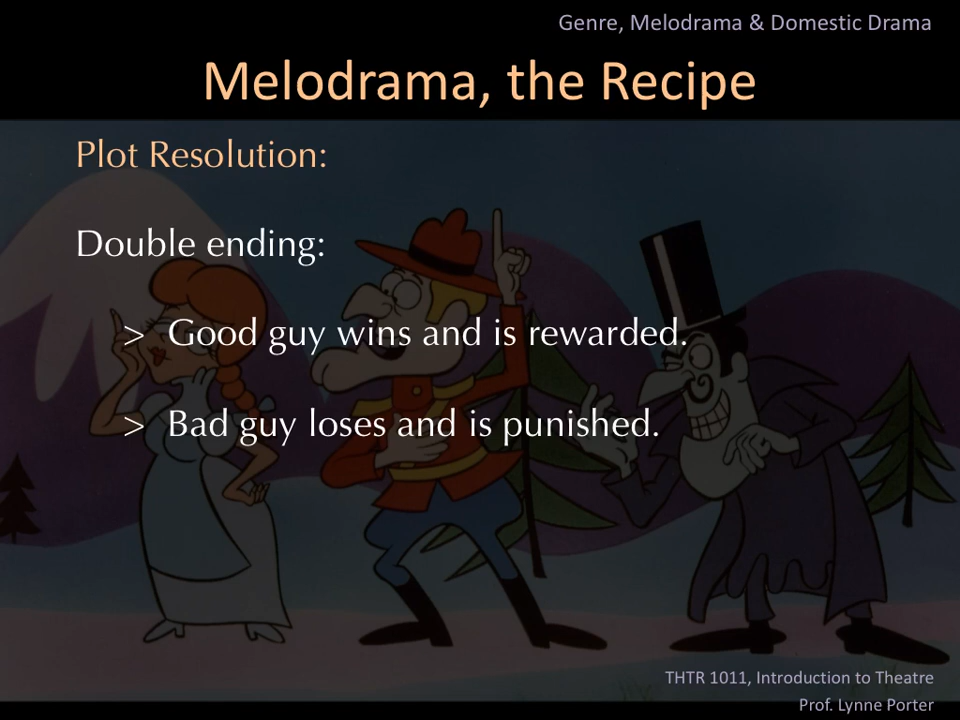 Genre, Melodrama & Domestic Drama
Melodrama, the Recipe
Plot Resolution:
Double ending:
> Good guy wins and is rewarded.
> Bad guy loses and is punished.
THTR 1011, Introduction to Theatre
Prof. Lynne Porter